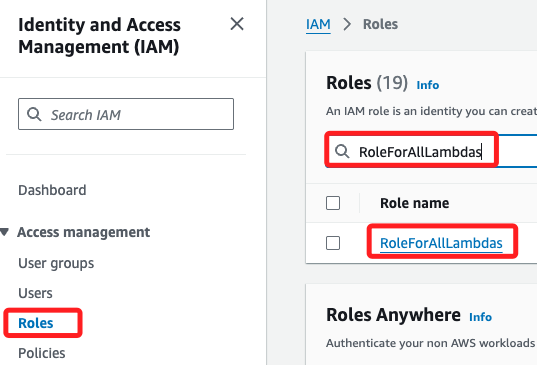 Identity and Access
Management (IAM)
Search IAM
Dashboard
Access management
User groups
Users
Roles
Policies
IAM > Roles
Roles (19) Info
An IAM role is an identity you can creat
RoleForAllLambdas
Role name
RoleForAllLambdas
Roles Anywhere Info
Authenticate your non AWS workloads